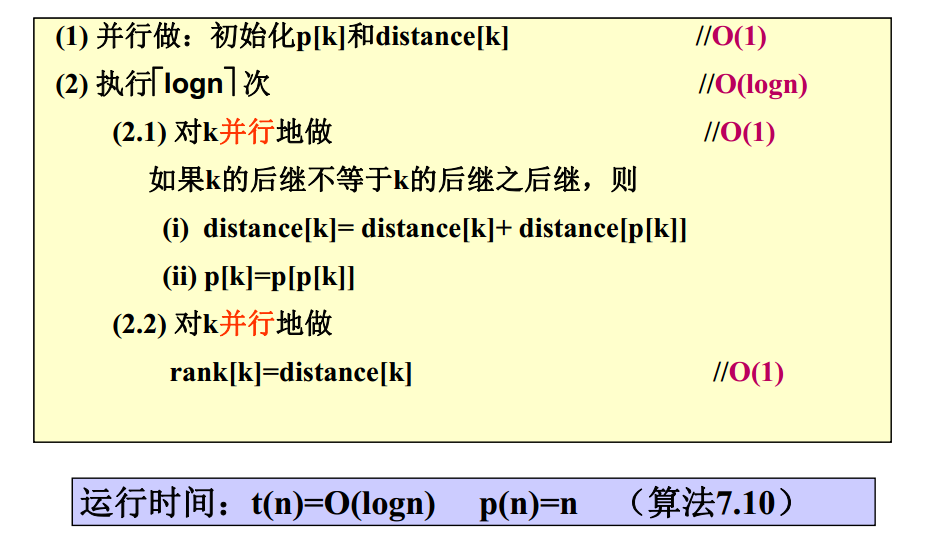 (1) 并行做：初始化p[k]和distance[k] //O(1)
(2) 执行⎡logn⎤次 //O(logn)
(2.1) 对k并行地做 //O(1)
如果k的后继不等于k的后继之后继，则
(i) distance[k]= distance[k]+ distance[p[k]]
(ii) p[k]=p[p[k]]
(2.2) 对k并行地做
rank[k]=distance[k] //O(1)
运行时间：t(n)=O(logn) p(n)=n （算法7.10）